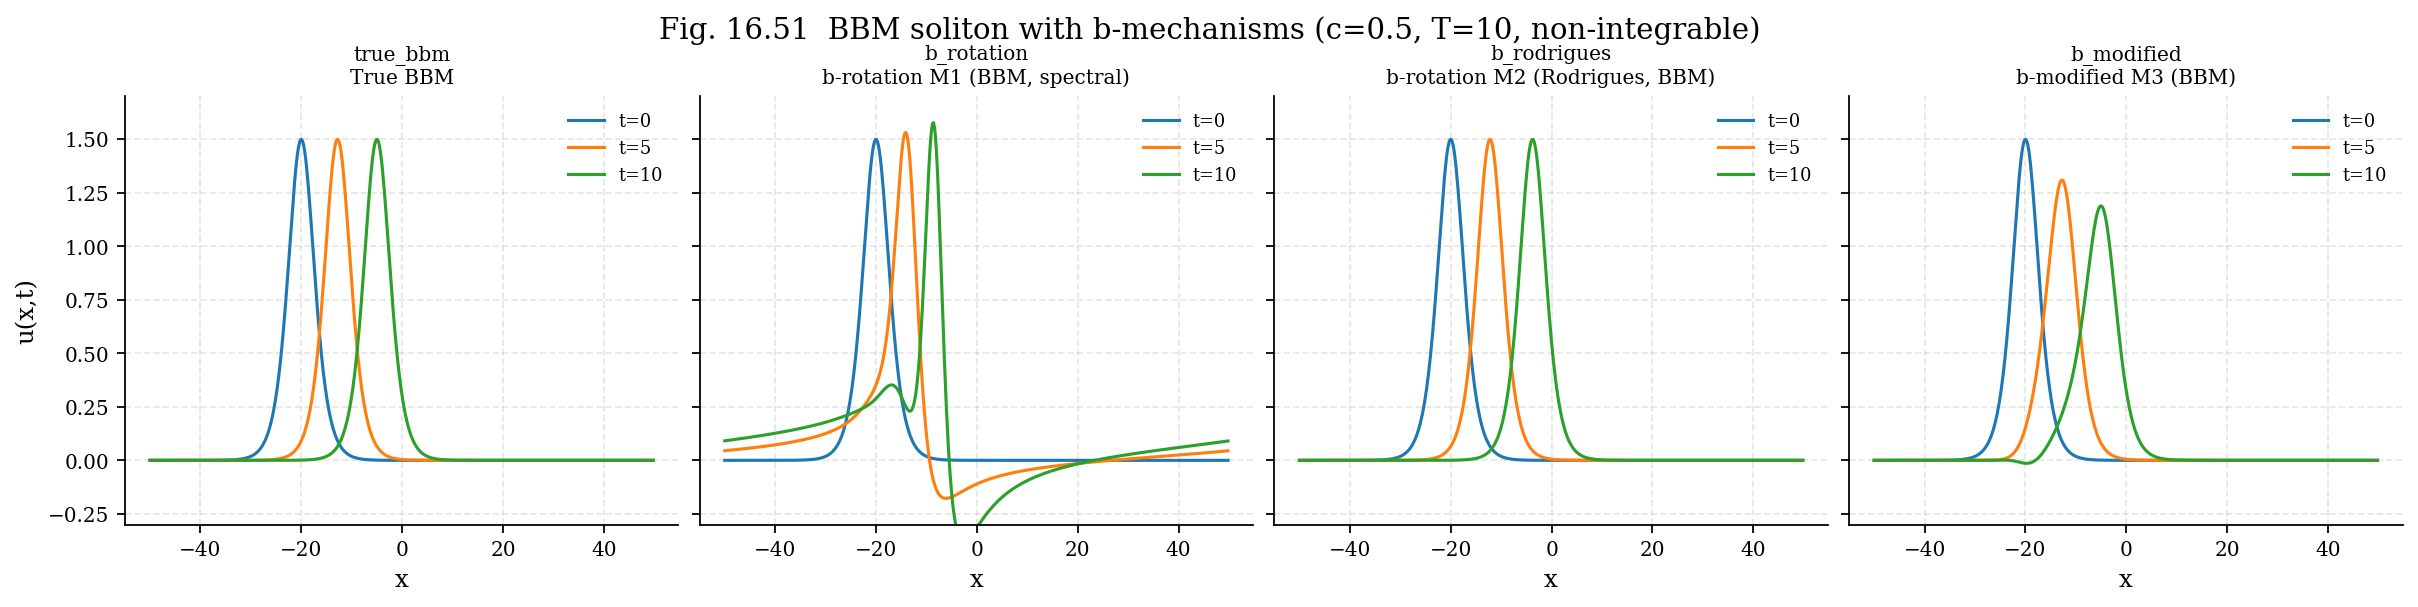 Fig. 16.51  BBM soliton with b-mechanisms (c=0.5, T=10, non-integrable)
true_bbm
True BBM
b_rotation
b-rotation M1 (BBM, spectral)
b_rodrigues
b-rotation M2 (Rodrigues, BBM)
b_modified
b-modified M3 (BBM)
u(x,t)
1.50
1.25
1.00
0.75
0.50
0.25
0.00
−0.25
t=0
t=5
t=10
t=0
t=5
t=10
t=0
t=5
t=10
t=0
t=5
t=10
−40 −20 0 20 40
−40 −20 0 20 40
−40 −20 0 20 40
−40 −20 0 20 40
x
x
x
x